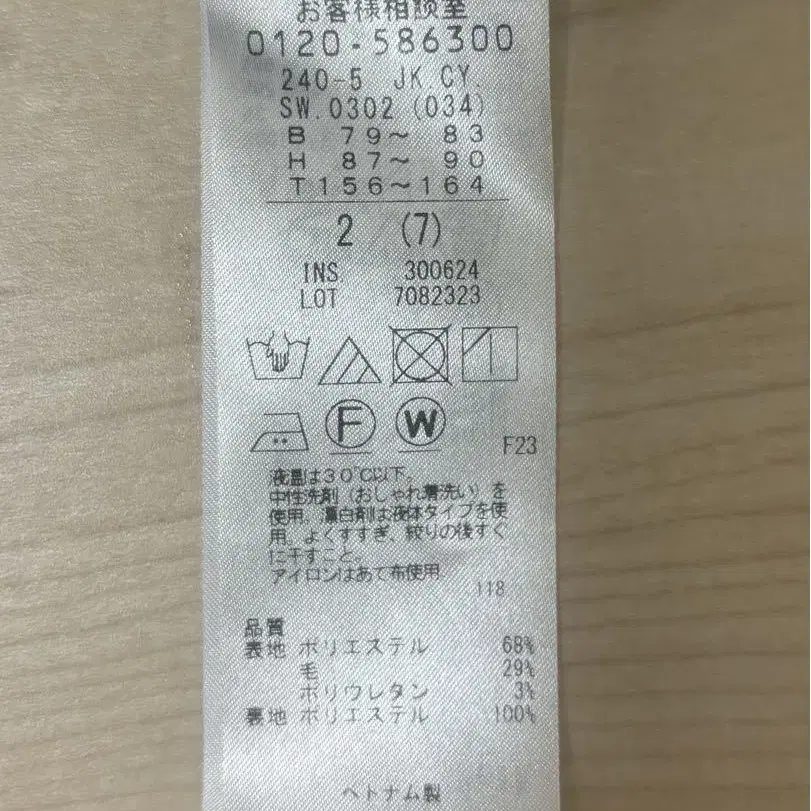 お客様相談室
0120-586300
240-5 JK CY.
SW.0302 (034)
B 79～ 83
H 87～ 90
T156～164
2 (7)
INS 300624
LOT 7082323
F W
F23
液温は30℃以下。
中性洗剤（おしゃれ着洗い）を
使用。漂白剤は液体タイプを使
用。よくすすぎ、絞りの後すぐ
に干すこと。
アイロンはあて布使用
118
品質
表地 ポリエステル 68%
毛 29%
ポリウレタン 3%
裏地 ポリエステル 100%
ベトナム製